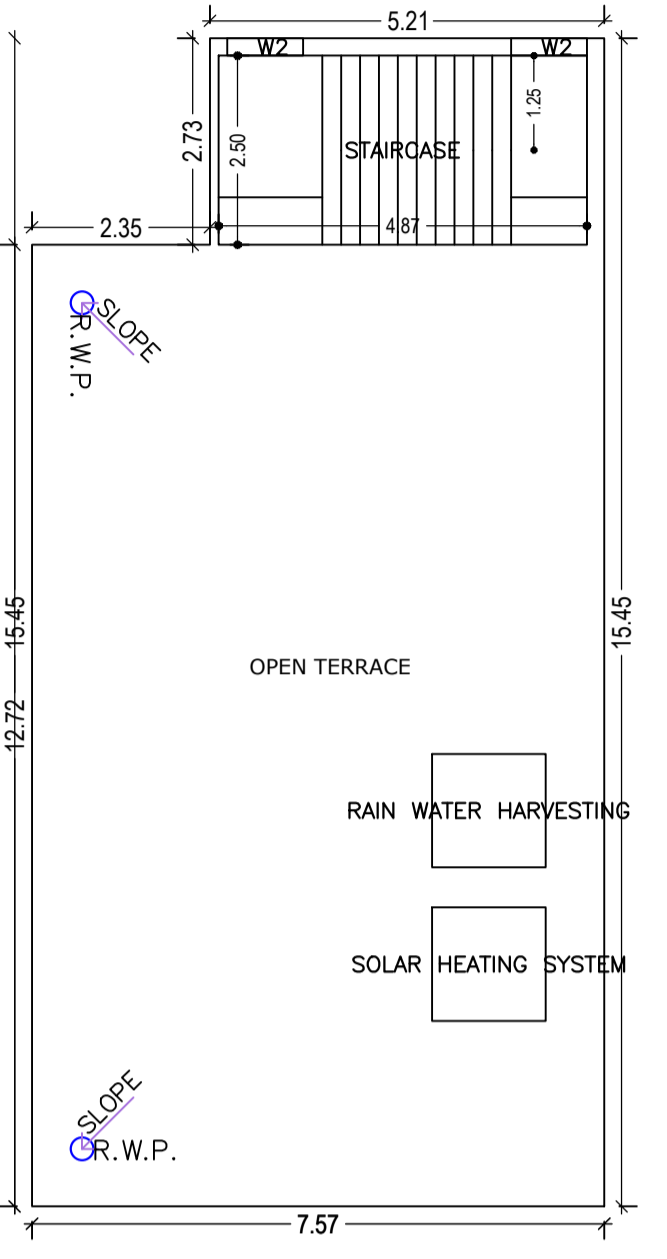 5.21
W2
W2
2.73
2.50
1.25
STAIRCASE
2.35
4.87
SLOPE
R.W.P.
15.45
15.45
OPEN TERRACE
12.72
RAIN WATER HARVESTING
SOLAR HEATING SYSTEM
SLOPE
R.W.P.
7.57